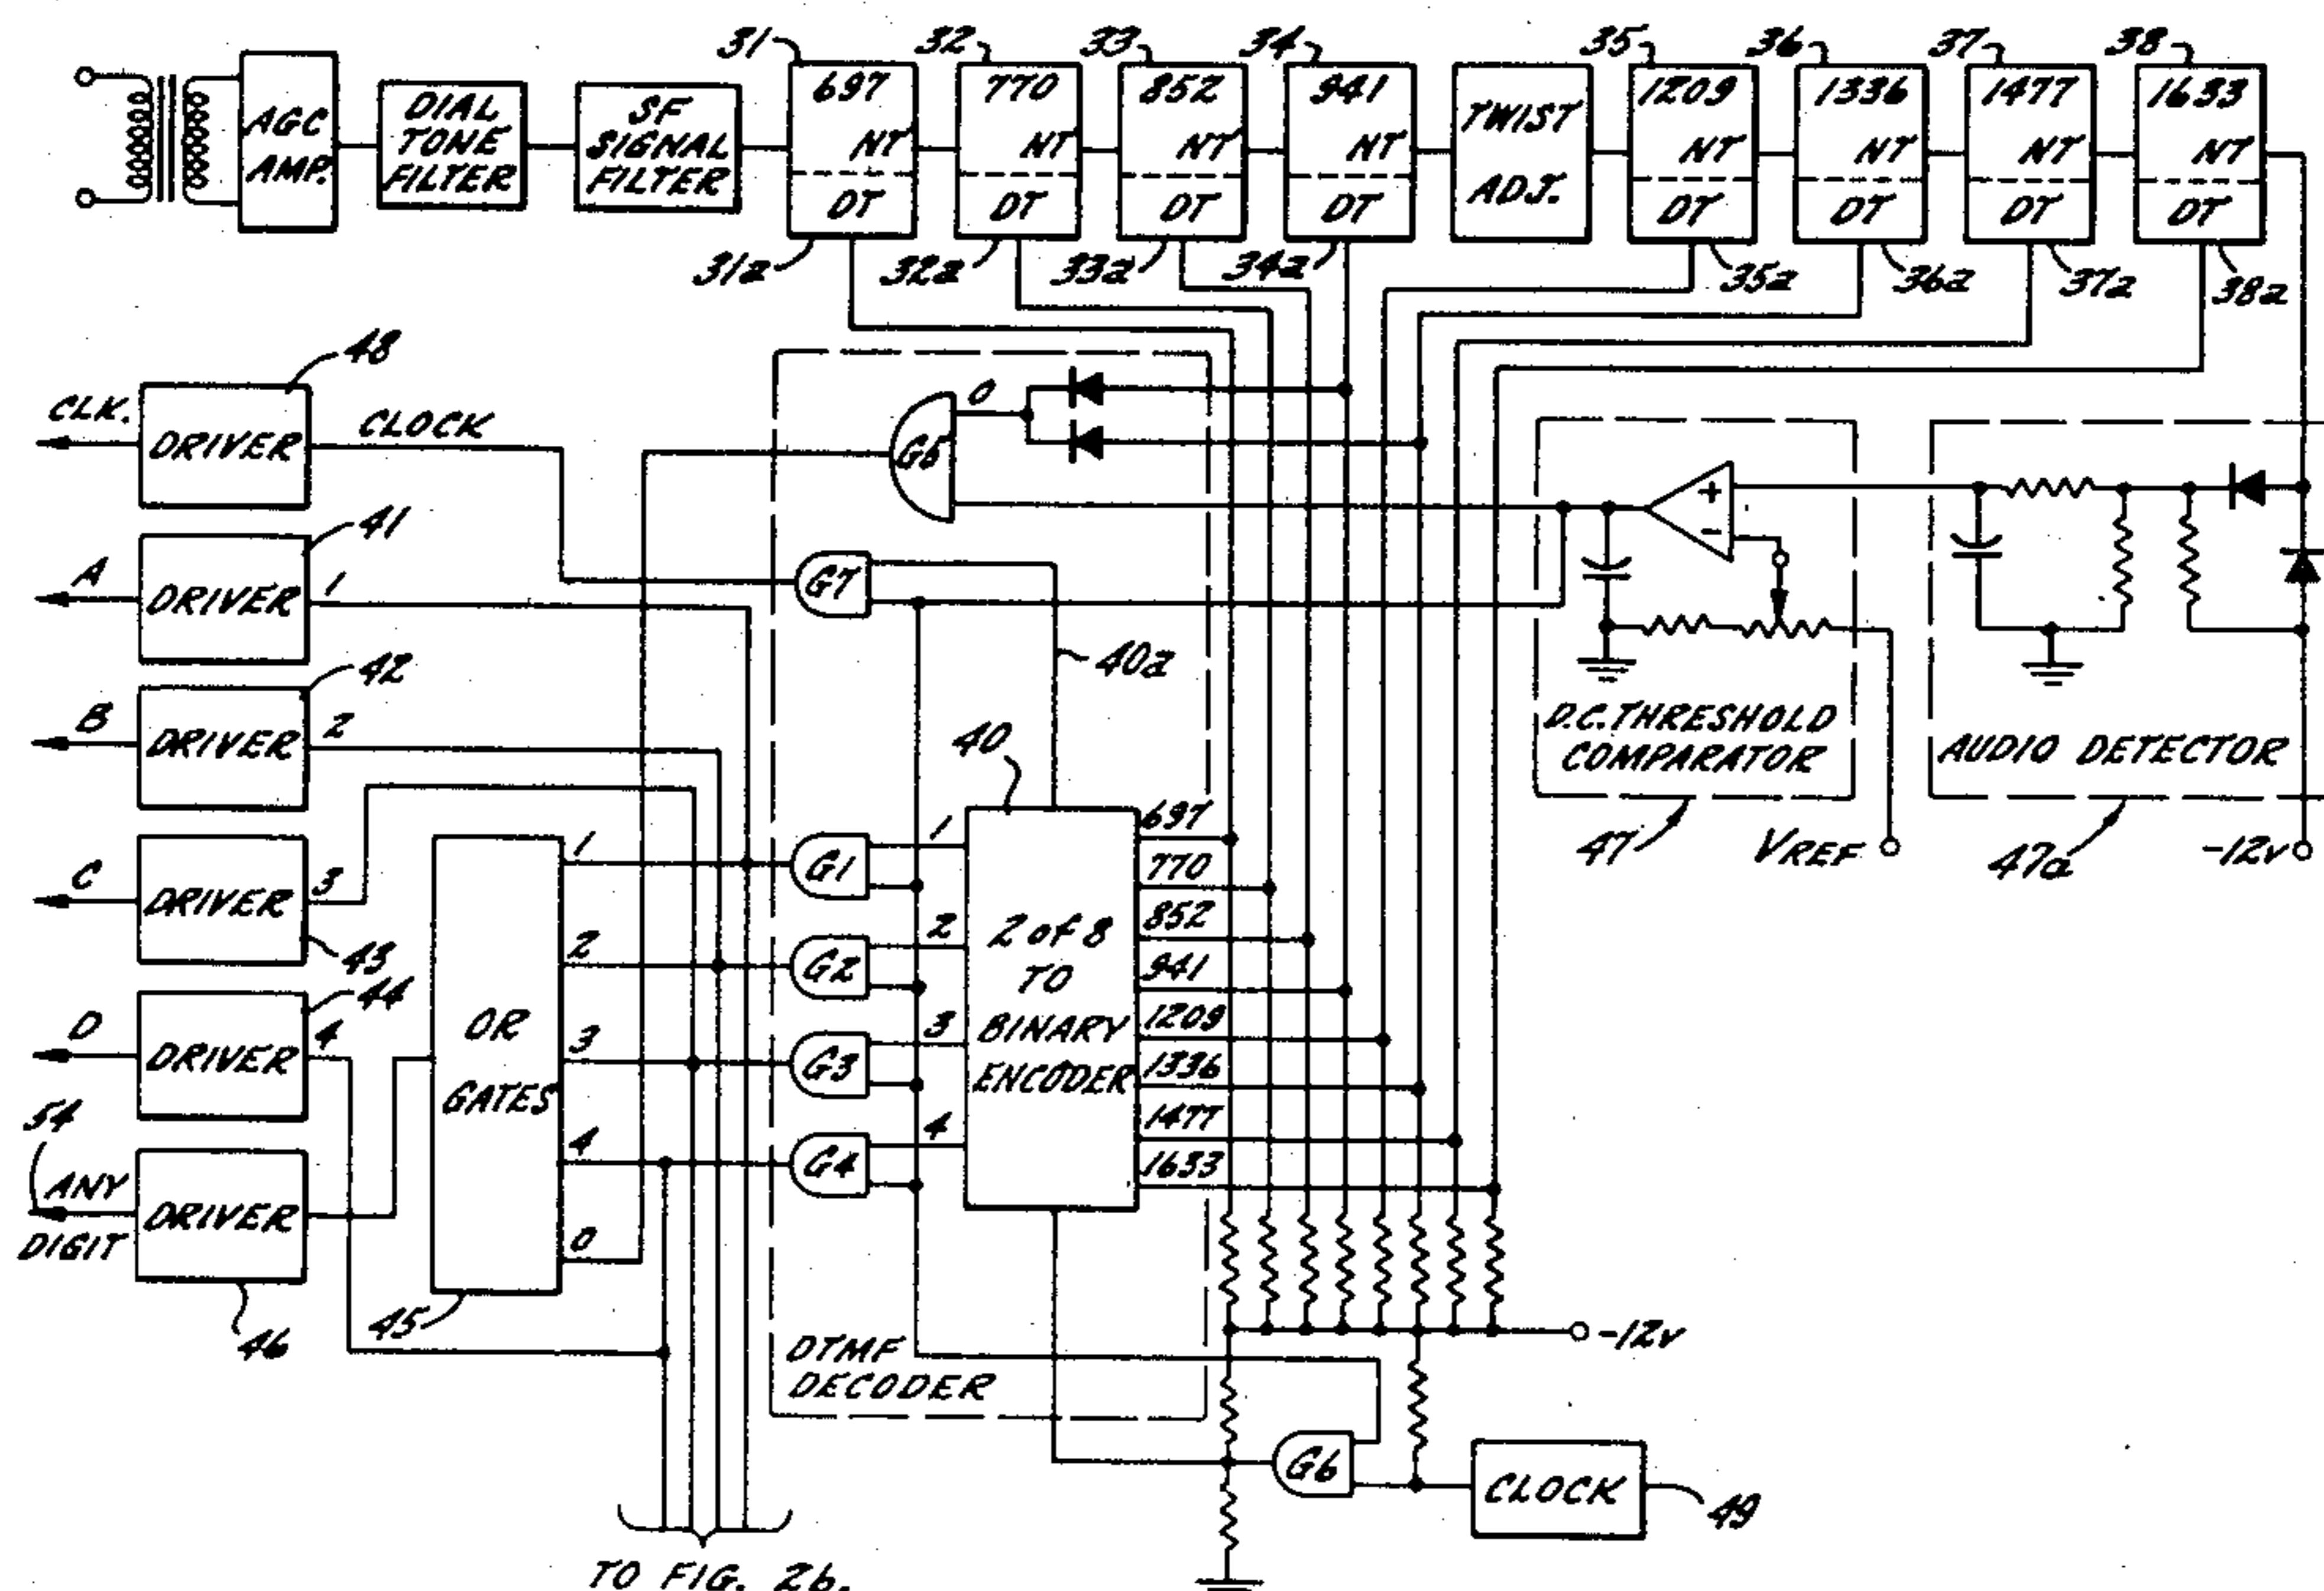 31
32
33
34
35
36
37
38
AGC
AMP.
DIAL
TONE
FILTER
SF
SIGNAL
FILTER
697
NT
DT
770
NT
DT
852
NT
DT
941
NT
DT
TWIST
ADJ.
1209
NT
DT
1336
NT
DT
1477
NT
DT
1633
NT
DT
31a
32a
33a
34a
35a
36a
37a
38a
48
CLK.
DRIVER
CLOCK
0
G5
41
A
DRIVER
1
G7
40a
42
B
DRIVER
2
40
D.C. THRESHOLD
COMPARATOR
47
VREF
AUDIO DETECTOR
47a
-12v
+
-
C
DRIVER
3
43
44
D
DRIVER
4
54
ANY
DIGIT
DRIVER
46
OR
GATES
45
1
2
3
4
0
G1
G2
G3
G4
1
2
3
4
2 of 8
TO
BINARY
ENCODER
697
770
852
941
1209
1336
1477
1633
-12v
DTMF
DECODER
G6
CLOCK
49
TO FIG. 2b.